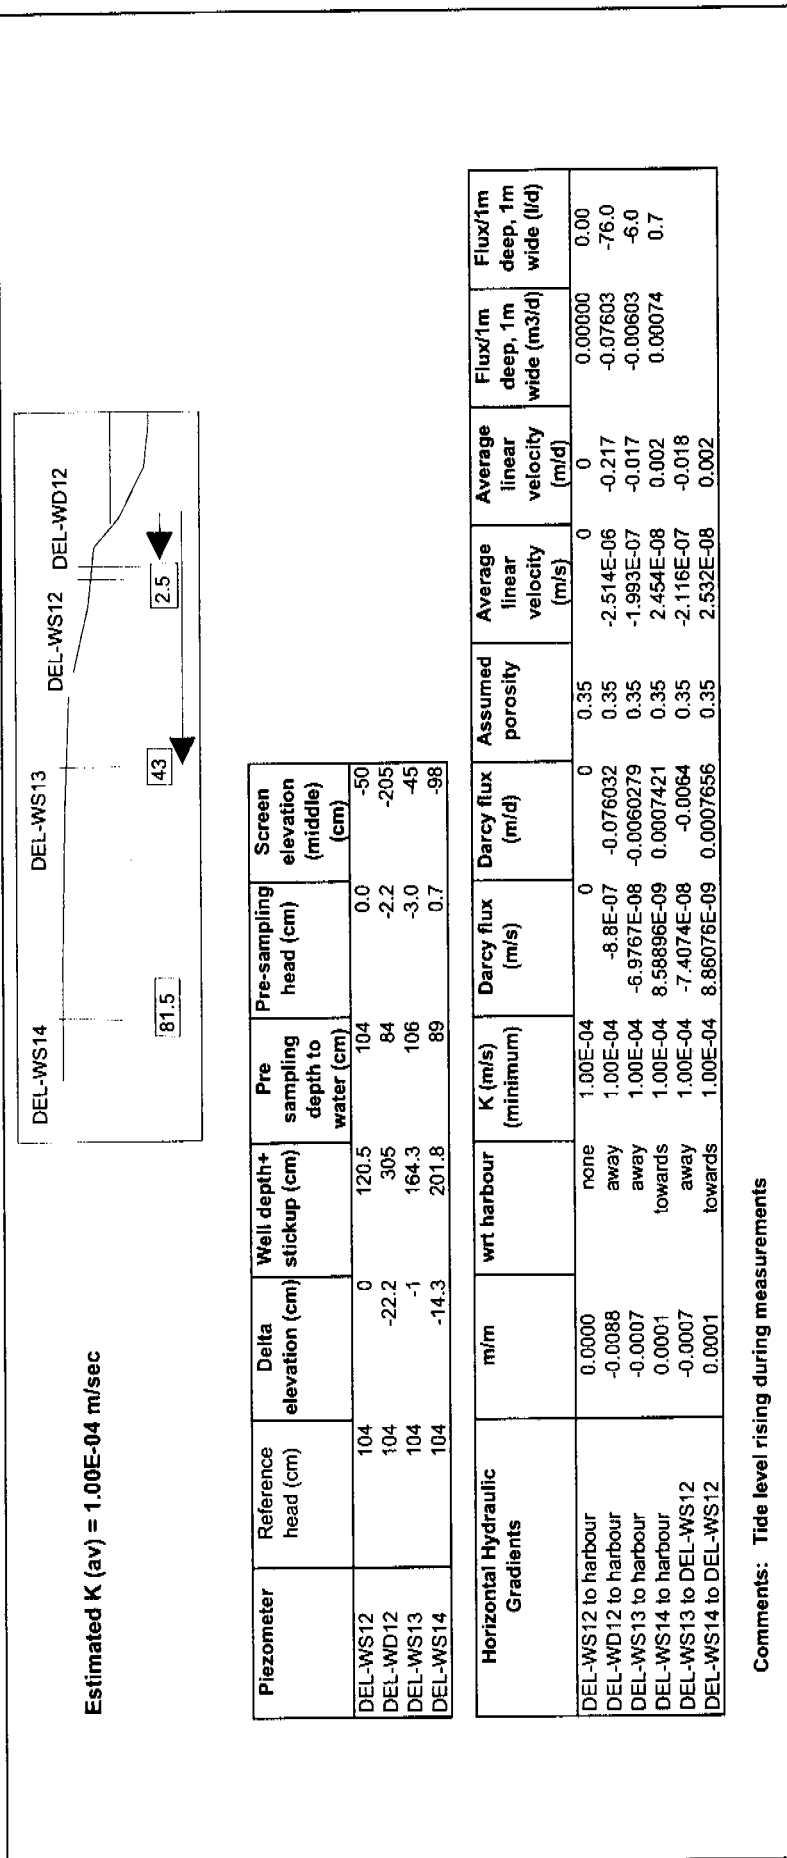 DEL-WS14 DEL-WS13 DEL-WS12 DEL-WD12
81.5 43 2.5
Estimated K (av) = 1.00E-04 m/sec
Piezometer Reference head (cm) Delta elevation (cm) Well depth+ stickup (cm) Pre sampling depth to water (cm) Pre-sampling head (cm) Screen elevation (middle) (cm)
DEL-WS12 104 0 120.5 104 0.0 -50
DEL-WD12 104 -22.2 305 84 -2.2 -205
DEL-WS13 104 -1 164.3 106 -3.0 -45
DEL-WS14 104 -14.3 201.8 89 0.7 -98
Horizontal Hydraulic Gradients m/m wrt harbour K (m/s) (minimum) Darcy flux (m/s) Darcy flux (m/d) Assumed porosity Average linear velocity (m/s) Average linear velocity (m/d) Flux/1m deep, 1m wide (m3/d) Flux/1m deep, 1m wide (l/d)
DEL-WS12 to harbour 0.0000 none 1.00E-04 0 0 0.35 0 0 0.00000 0.00
DEL-WD12 to harbour -0.0088 away 1.00E-04 -8.8E-07 -0.076032 0.35 -2.514E-06 -0.217 -0.07603 -76.0
DEL-WS13 to harbour -0.0007 away 1.00E-04 -6.9767E-08 -0.0060279 0.35 -1.993E-07 -0.017 -0.00603 -6.0
DEL-WS14 to harbour 0.0001 towards 1.00E-04 8.58896E-09 0.0007421 0.35 2.454E-08 0.002 0.00074 0.7
DEL-WS13 to DEL-WS12 -0.0007 away 1.00E-04 -7.4074E-08 -0.0064 0.35 -2.116E-07 -0.018
DEL-WS14 to DEL-WS12 0.0001 towards 1.00E-04 8.86076E-09 0.0007656 0.35 2.532E-08 0.002
Comments: Tide level rising during measurements